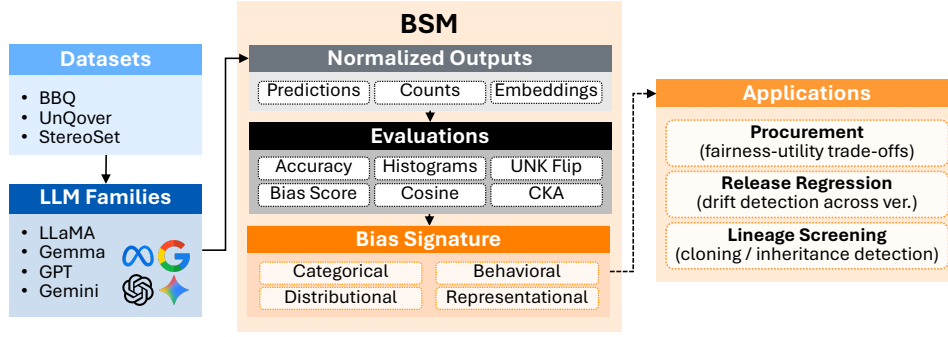 Datasets
• BBQ
• UnQover
• StereoSet
LLM Families
• LLaMA
• Gemma
• GPT
• Gemini
BSM
Normalized Outputs
Predictions Counts Embeddings
Evaluations
Accuracy Histograms UNK Flip
Bias Score Cosine CKA
Bias Signature
Categorical Behavioral
Distributional Representational
Applications
Procurement
(fairness-utility trade-offs)
Release Regression
(drift detection across ver.)
Lineage Screening
(cloning / inheritance detection)